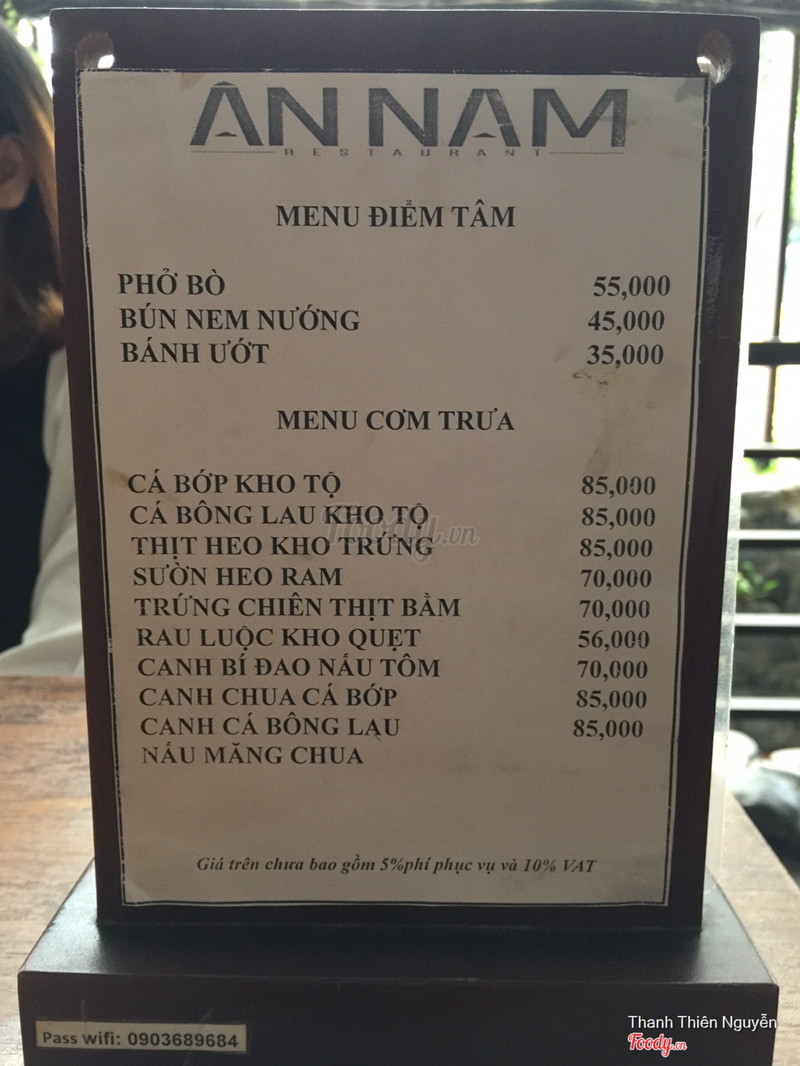 ÂN NAM
RESTAURANT
MENU ĐIỂM TÂM
PHỞ BÒ 55,000
BÚN NEM NƯỚNG 45,000
BÁNH ƯỚT 35,000
MENU CƠM TRƯA
CÁ BỚP KHO TỘ 85,000
CÁ BÔNG LAU KHO TỘ 85,000
THỊT HEO KHO TRỨNG 85,000
SƯỜN HEO RAM 70,000
TRỨNG CHIÊN THỊT BẰM 70,000
RAU LUỘC KHO QUẸT 56,000
CANH BÍ ĐAO NẤU TÔM 70,000
CANH CHUA CÁ BỚP 85,000
CANH CÁ BÔNG LAU 85,000
NẤU MĂNG CHUA
Giá trên chưa bao gồm 5%phí phục vụ và 10% VAT
Pass wifi: 0903689684
Thanh Thiên Nguyễn
Foody.vn
Foody.vn